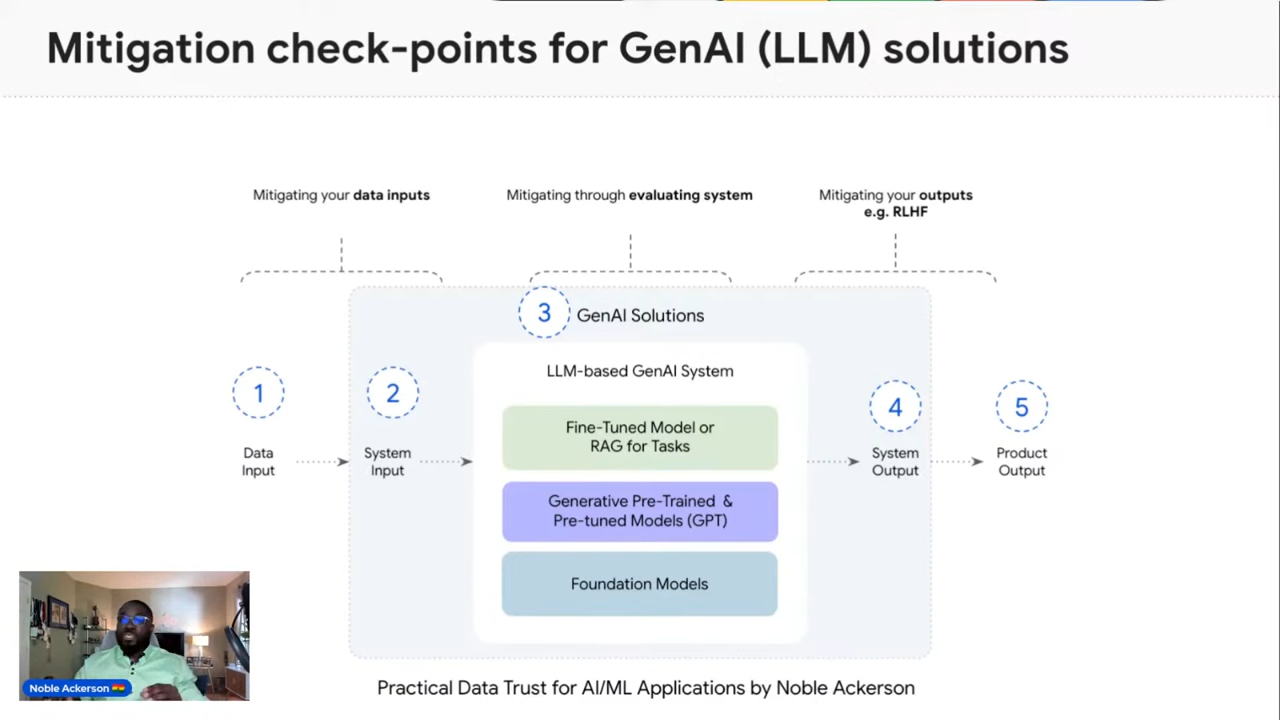 Mitigation check-points for GenAI (LLM) solutions
Mitigating your data inputs
Mitigating through evaluating system
Mitigating your outputs
e.g. RLHF
3
GenAI Solutions
LLM-based GenAI System
1
2
Fine-Tuned Model or
RAG for Tasks
4
5
Data
Input
System
Input
System
Output
Product
Output
Generative Pre-Trained &
Pre-tuned Models (GPT)
Foundation Models
Noble Ackerson
Practical Data Trust for AI/ML Applications by Noble Ackerson